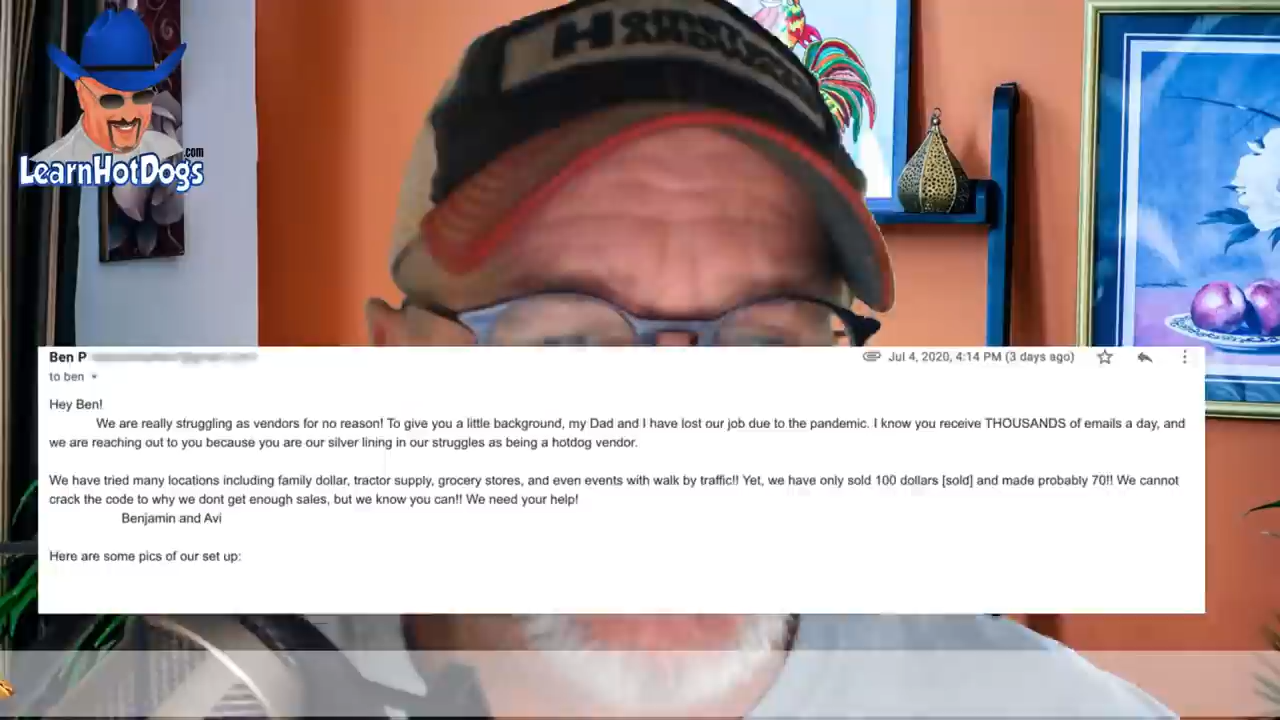 .com
LearnHotDogs
Ben P
Jul 4, 2020, 4:14 PM (3 days ago)
to ben
Hey Ben!
We are really struggling as vendors for no reason! To give you a little background, my Dad and I have lost our job due to the pandemic. I know you receive THOUSANDS of emails a day, and
we are reaching out to you because you are our silver lining in our struggles as being a hotdog vendor.
We have tried many locations including family dollar, tractor supply, grocery stores, and even events with walk by traffic!! Yet, we have only sold 100 dollars [sold] and made probably 70!! We cannot
crack the code to why we dont get enough sales, but we know you can!! We need your help!
Benjamin and Avi
Here are some pics of our set up: